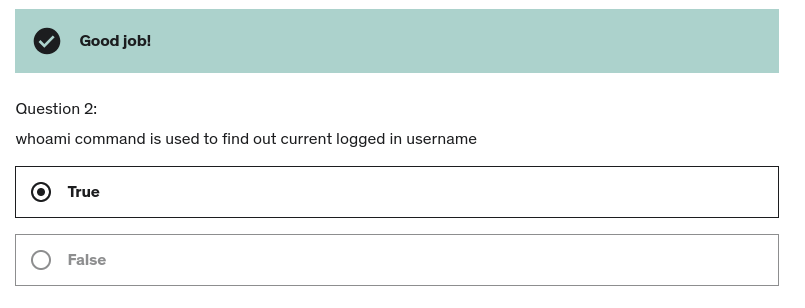 Good job!
Question 2:
whoami command is used to find out current logged in username
True
False